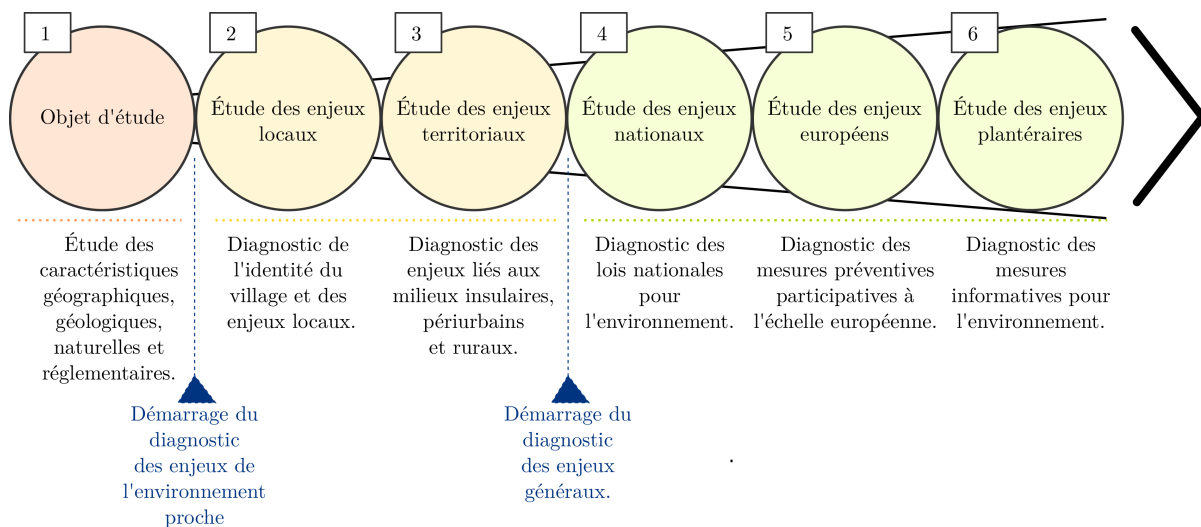 1
2
3
4
5
6
Objet d'étude
Étude des enjeux
locaux
Étude des enjeux
territoriaux
Étude des enjeux
nationaux
Étude des enjeux
européens
Étude des enjeux
plantéraires
Étude des
caractéristiques
géographiques,
géologiques,
naturelles et
réglementaires.
Diagnostic de
l'identité du
village et des
enjeux locaux.
Diagnostic des
enjeux liés aux
milieux insulaires,
périurbains
et ruraux.
Diagnostic des
lois nationales
pour
l'environnement.
Diagnostic des
mesures préventives
participatives à
l'échelle européenne.
Diagnostic des
mesures
informatives pour
l'environnement.
Démarrage du
diagnostic
des enjeux de
l'environnement
proche
Démarrage du
diagnostic
des enjeux
généraux.
.